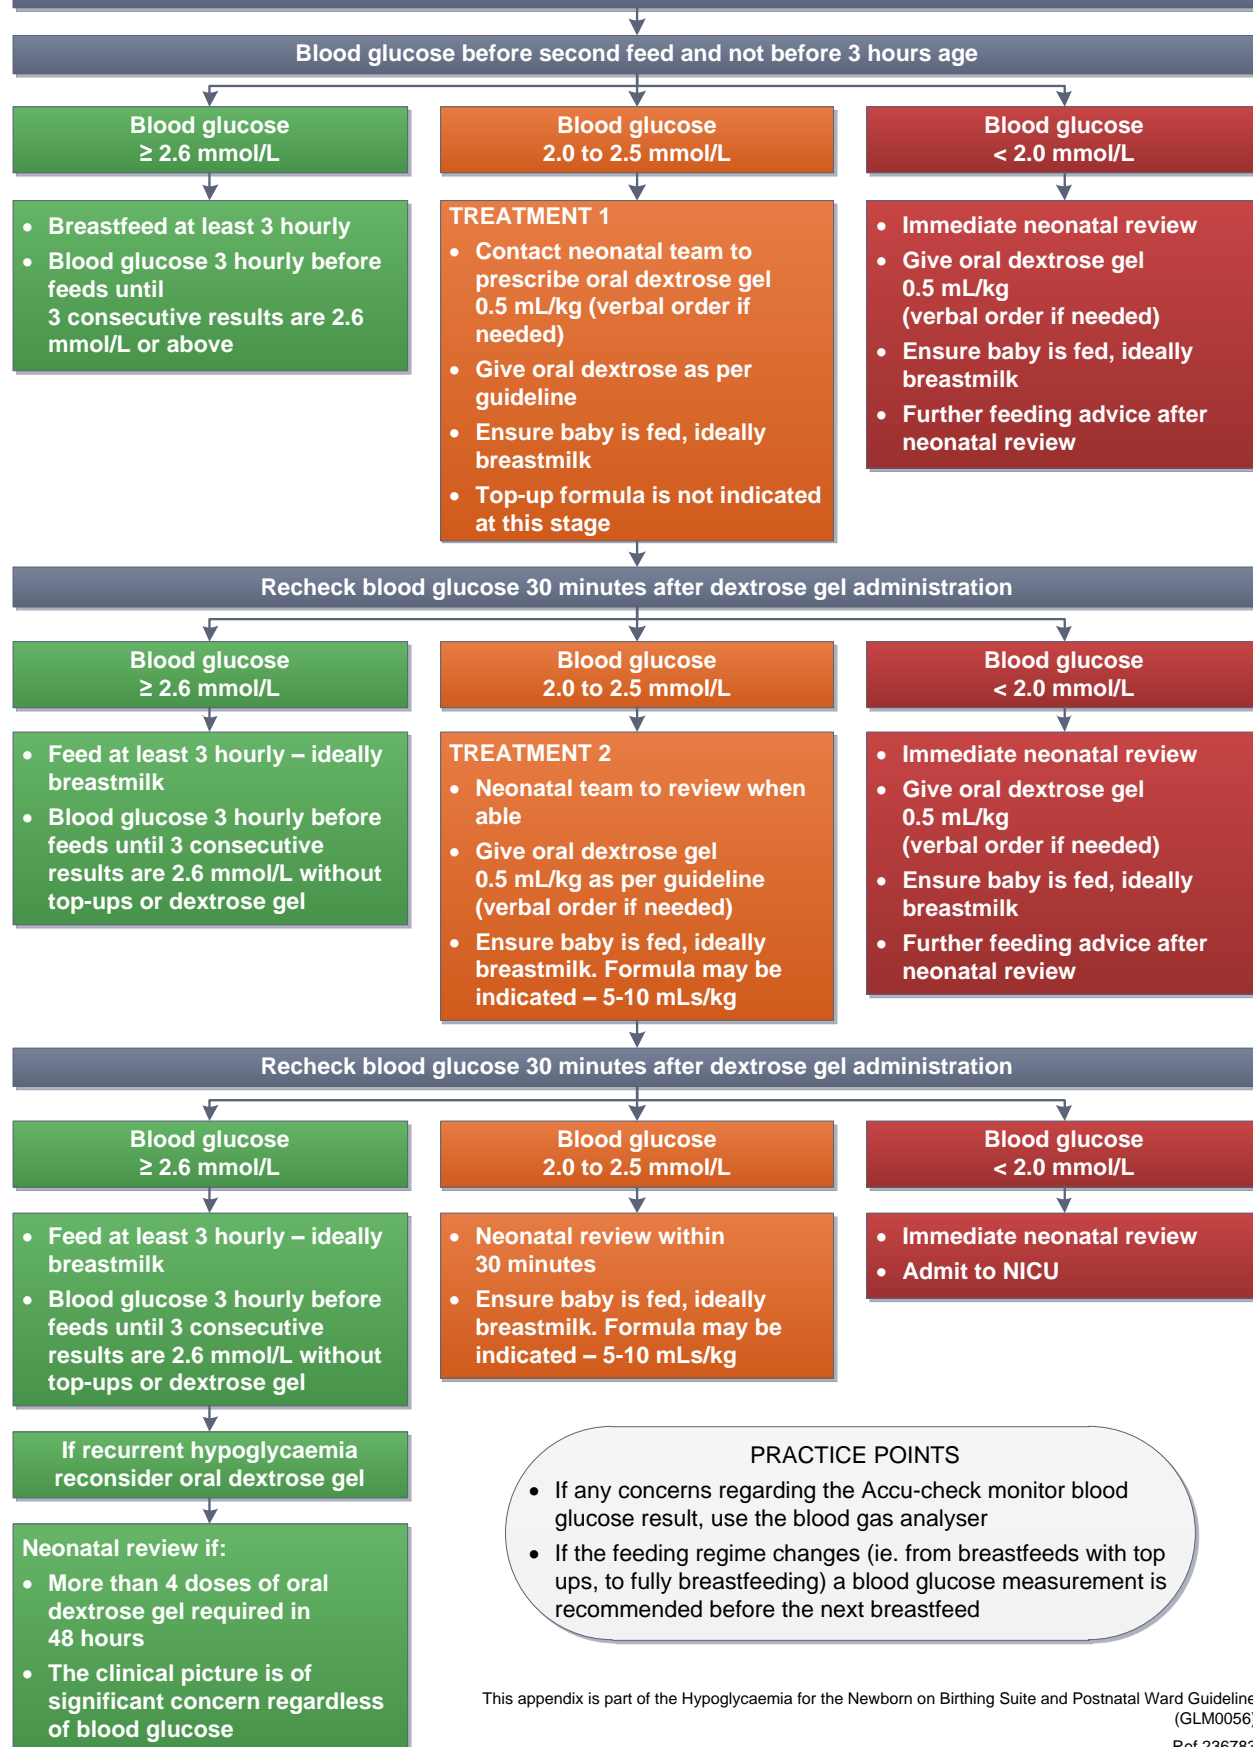 Blood glucose before second feed and not before 3 hours age
Blood glucose
≥ 2.6 mmol/L
Blood glucose
2.0 to 2.5 mmol/L
Blood glucose
< 2.0 mmol/L
• Breastfeed at least 3 hourly
• Blood glucose 3 hourly before
feeds until
3 consecutive results are 2.6
mmol/L or above
TREATMENT 1
• Contact neonatal team to
prescribe oral dextrose gel
0.5 mL/kg (verbal order if
needed)
• Give oral dextrose as per
guideline
• Ensure baby is fed, ideally
breastmilk
• Top-up formula is not indicated
at this stage
• Immediate neonatal review
• Give oral dextrose gel
0.5 mL/kg
(verbal order if needed)
• Ensure baby is fed, ideally
breastmilk
• Further feeding advice after
neonatal review
Recheck blood glucose 30 minutes after dextrose gel administration
Blood glucose
≥ 2.6 mmol/L
Blood glucose
2.0 to 2.5 mmol/L
Blood glucose
< 2.0 mmol/L
• Feed at least 3 hourly – ideally
breastmilk
• Blood glucose 3 hourly before
feeds until 3 consecutive
results are 2.6 mmol/L without
top-ups or dextrose gel
TREATMENT 2
• Neonatal team to review when
able
• Give oral dextrose gel
0.5 mL/kg as per guideline
(verbal order if needed)
• Ensure baby is fed, ideally
breastmilk. Formula may be
indicated – 5-10 mLs/kg
• Immediate neonatal review
• Give oral dextrose gel
0.5 mL/kg
(verbal order if needed)
• Ensure baby is fed, ideally
breastmilk
• Further feeding advice after
neonatal review
Recheck blood glucose 30 minutes after dextrose gel administration
Blood glucose
≥ 2.6 mmol/L
Blood glucose
2.0 to 2.5 mmol/L
Blood glucose
< 2.0 mmol/L
• Feed at least 3 hourly – ideally
breastmilk
• Blood glucose 3 hourly before
feeds until 3 consecutive
results are 2.6 mmol/L without
top-ups or dextrose gel
• Neonatal review within
30 minutes
• Ensure baby is fed, ideally
breastmilk. Formula may be
indicated – 5-10 mLs/kg
• Immediate neonatal review
• Admit to NICU
If recurrent hypoglycaemia
reconsider oral dextrose gel
Neonatal review if:
• More than 4 doses of oral
dextrose gel required in
48 hours
• The clinical picture is of
significant concern regardless
of blood glucose
PRACTICE POINTS
• If any concerns regarding the Accu-check monitor blood
glucose result, use the blood gas analyser
• If the feeding regime changes (ie. from breastfeeds with top
ups, to fully breastfeeding) a blood glucose measurement is
recommended before the next breastfeed
This appendix is part of the Hypoglycaemia for the Newborn on Birthing Suite and Postnatal Ward Guideline
(GLM0056)
Ref 236783